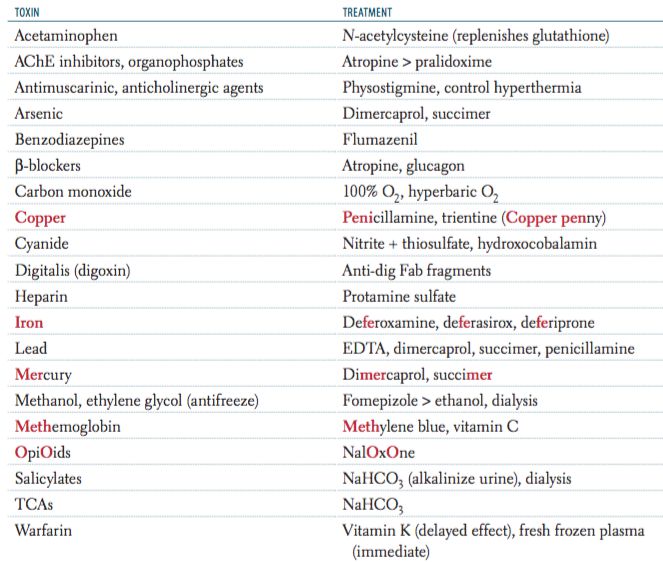 TOXIN TREATMENT
Acetaminophen N-acetylcysteine (replenishes glutathione)
AChE inhibitors, organophosphates Atropine > pralidoxime
Antimuscarinic, anticholinergic agents Physostigmine, control hyperthermia
Arsenic Dimercaprol, succimer
Benzodiazepines Flumazenil
β-blockers Atropine, glucagon
Carbon monoxide 100% O₂, hyperbaric O₂
Copper Penicillamine, trientine (Copper penny)
Cyanide Nitrite + thiosulfate, hydroxocobalamin
Digitalis (digoxin) Anti-dig Fab fragments
Heparin Protamine sulfate
Iron Deferoxamine, deferasirox, deferiprone
Lead EDTA, dimercaprol, succimer, penicillamine
Mercury Dimercaprol, succimer
Methanol, ethylene glycol (antifreeze) Fomepizole > ethanol, dialysis
Methemoglobin Methylene blue, vitamin C
OpiOids NalOxOne
Salicylates NaHCO₃ (alkalinize urine), dialysis
TCAs NaHCO₃
Warfarin Vitamin K (delayed effect), fresh frozen plasma
(immediate)